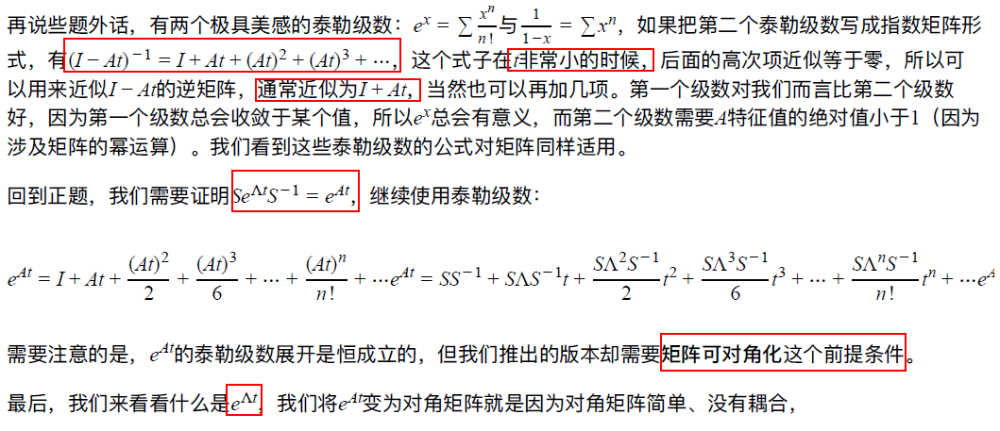 再说些题外话，有两个极具美感的泰勒级数：$e^x = \sum \frac{x^n}{n!}$与$\frac{1}{1-x} = \sum x^n$，如果把第二个泰勒级数写成指数矩阵形
式，有$(I - At)^{-1} = I + At + (At)^2 + (At)^3 + \cdots$，这个式子在$t$非常小的时候，后面的高次项近似等于零，所以可
以用来近似$I - At$的逆矩阵，通常近似为$I + At$，当然也可以再加几项。第一个级数对我们而言比第二个级数
好，因为第一个级数总会收敛于某个值，所以$e^x$总会有意义，而第二个级数需要$A$特征值的绝对值小于1（因为
涉及矩阵的幂运算）。我们看到这些泰勒级数的公式对矩阵同样适用。
回到正题，我们需要证明$Se^{\Lambda t}S^{-1} = e^{At}$，继续使用泰勒级数：
$e^{At} = I + At + \frac{(At)^2}{2} + \frac{(At)^3}{6} + \cdots + \frac{(At)^n}{n!} + \cdots e^{At} = SS^{-1} + S\Lambda S^{-1}t + \frac{S\Lambda^2 S^{-1}}{2}t^2 + \frac{S\Lambda^3 S^{-1}}{6}t^3 + \cdots + \frac{S\Lambda^n S^{-1}}{n!}t^n + \cdots$
需要注意的是，$e^{At}$的泰勒级数展开是恒成立的，但我们推出的版本却需要矩阵可对角化这个前提条件。
最后，我们来看看什么是$e^{\Lambda t}$，我们将$e^{At}$变为对角矩阵就是因为对角矩阵简单、没有耦合，